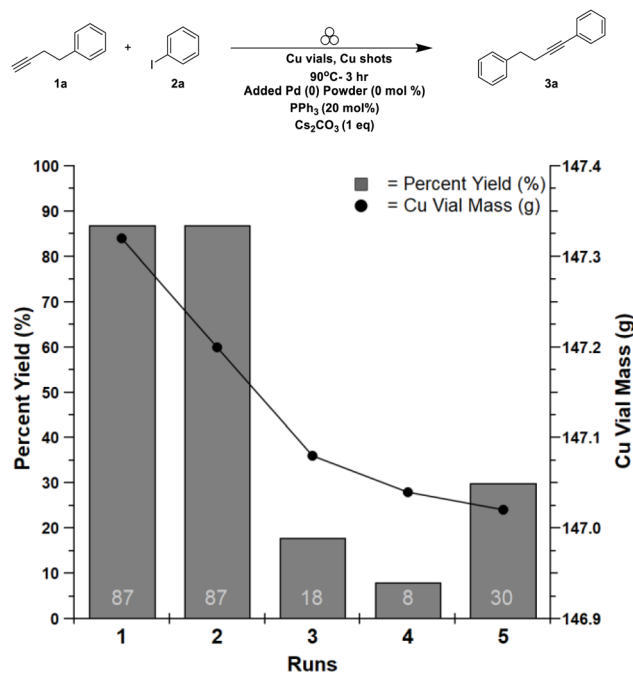 +
I
1a
2a
3a
Cu vials, Cu shots
90°C- 3 hr
Added Pd (0) Powder (0 mol %)
PPh₃ (20 mol%)
Cs₂CO₃ (1 eq)
= Percent Yield (%)
= Cu Vial Mass (g)
Percent Yield (%)
100
90
80
70
60
50
40
30
20
10
0
147.4
147.3
147.2
147.1
147.0
146.9
Cu Vial Mass (g)
87 87 18 8 30
1 2 3 4 5
Runs